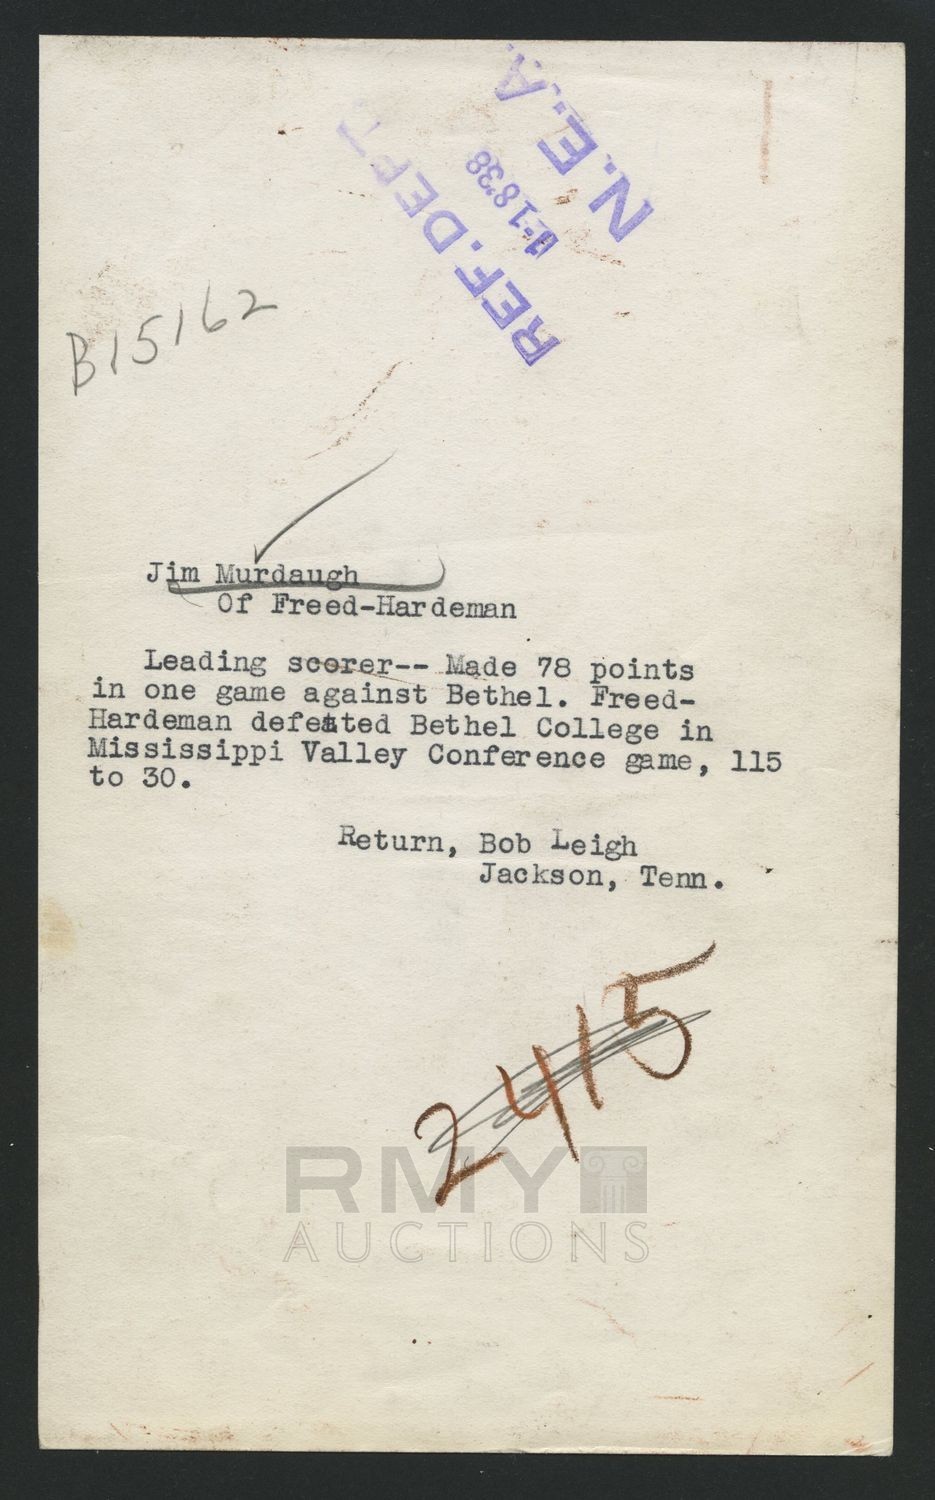 N.E.A.
1-18'38
REF. DEPT.
B15162
Jim Murdaugh
Of Freed-Hardeman
Leading scorer-- Made 78 points
in one game against Bethel. Freed-
Hardeman defeated Bethel College in
Mississippi Valley Conference game, 115
to 30.
Return, Bob Leigh
Jackson, Tenn.
2415
RMY
AUCTIONS